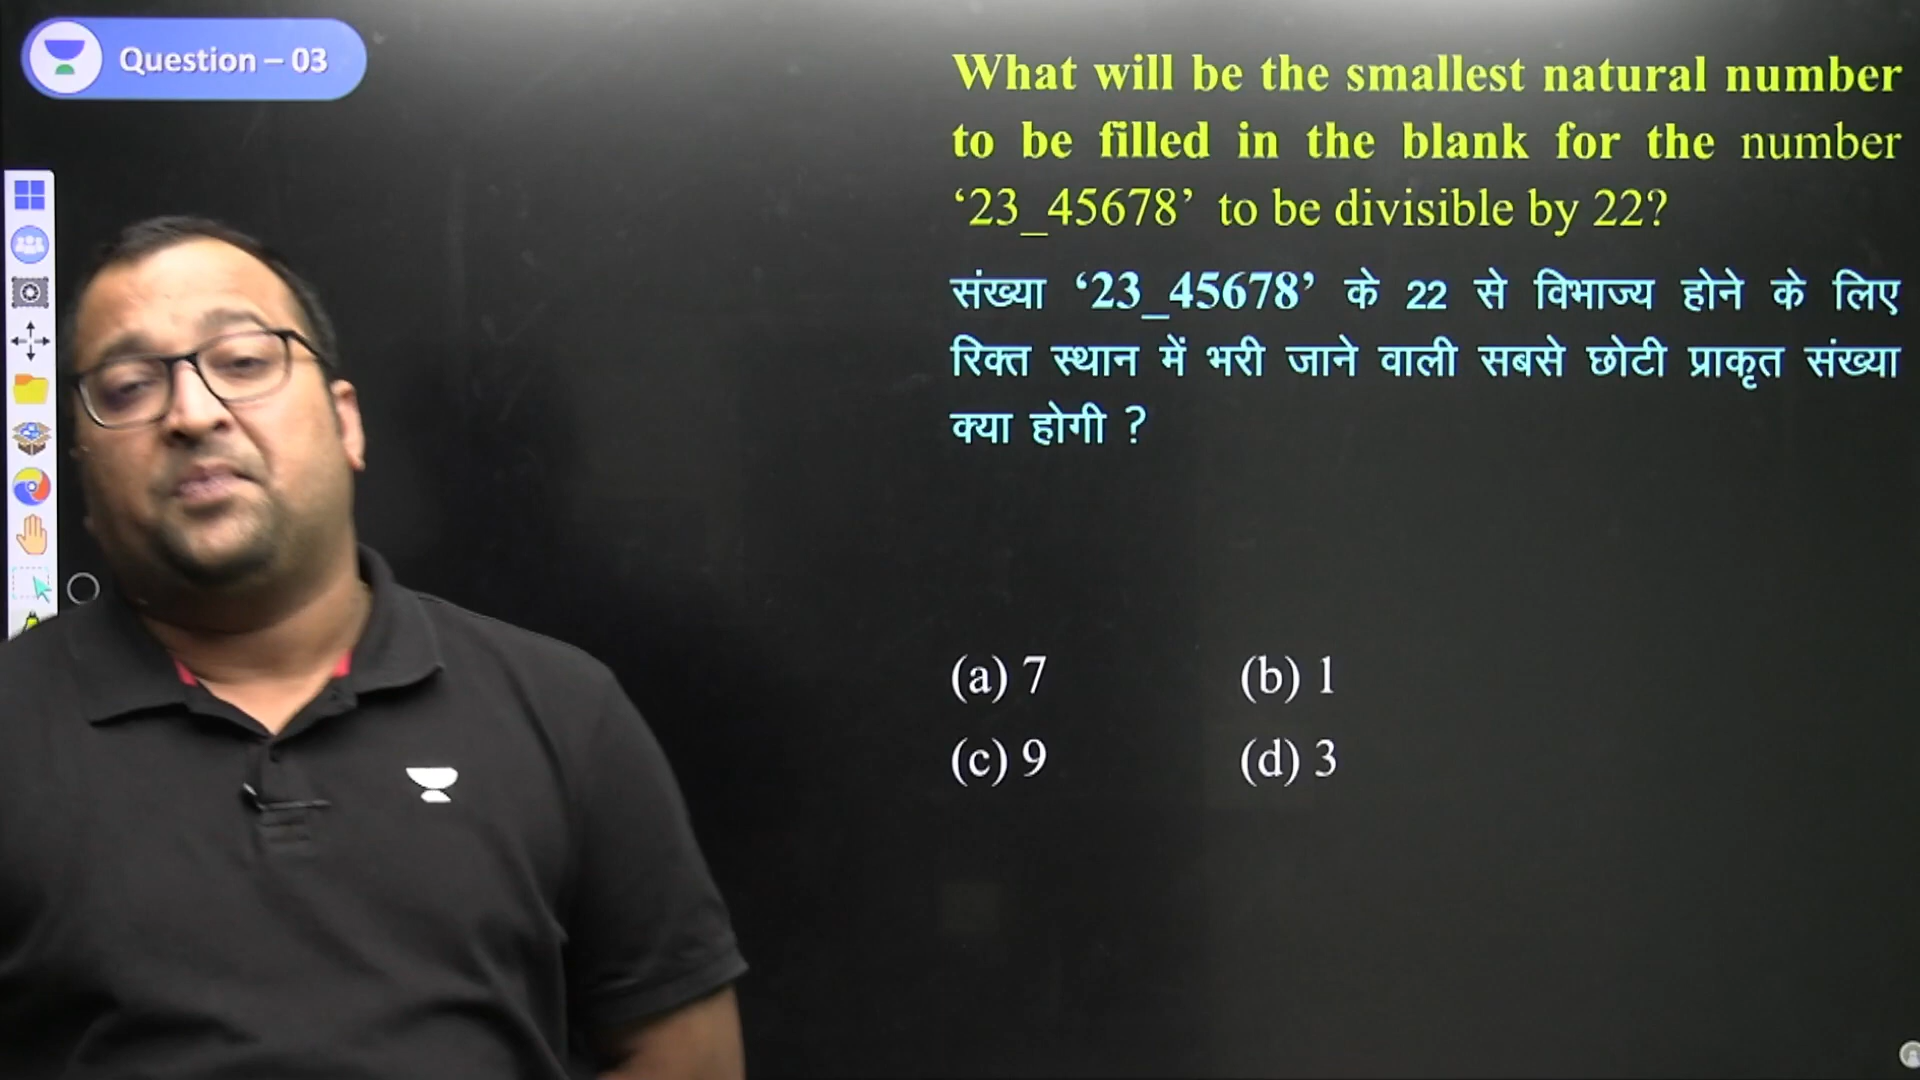 Question – 03
What will be the smallest natural number
to be filled in the blank for the number
‘23_45678’ to be divisible by 22?
संख्या ‘23_45678’ के 22 से विभाज्य होने के लिए
रिक्त स्थान में भरी जाने वाली सबसे छोटी प्राकृत संख्या
क्या होगी ?
(a) 7 (b) 1
(c) 9 (d) 3